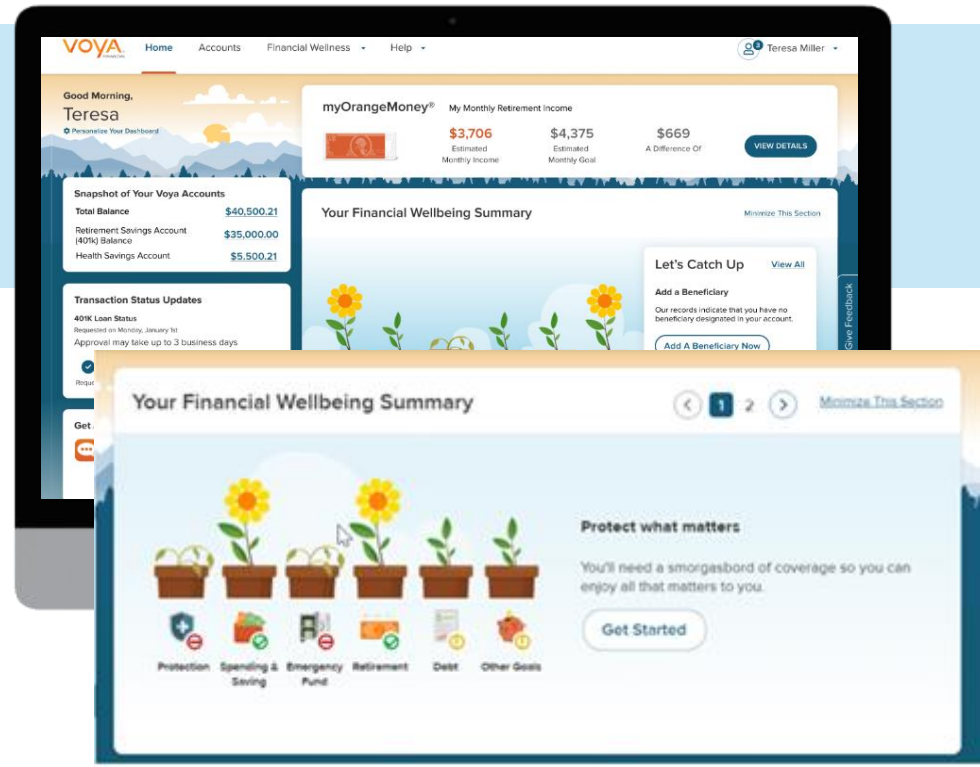 VOYA
FINANCIAL
Home Accounts Financial Wellness Help
3 Teresa Miller
Good Morning,
Teresa
Personalize Your Dashboard
myOrangeMoney® My Monthly Retirement Income
$3,706 $4,375 $669
Estimated Monthly Income
Estimated Monthly Goal
A Difference Of
VIEW DETAILS
Snapshot of Your Voya Accounts
Total Balance $40,500.21
Retirement Savings Account $35,000.00
(401k) Balance
Health Savings Account $5,500.21
Transaction Status Updates
401K Loan Status
Requested on Monday, January 1st
Approval may take up to 3 business days
Reque
Get
Your Financial Wellbeing Summary Minimize This Section
Let's Catch Up View All
Add a Beneficiary
Our records indicate that you have no
beneficiary designated in your account.
Add A Beneficiary Now
Give Feedback
Your Financial Wellbeing Summary 1 2 Minimize This Section
Protect what matters
You'll need a smorgasbord of coverage so you can
enjoy all that matters to you.
Get Started
Protection
Spending &
Saving
Emergency
Fund
Retirement
Debt
Other Goals